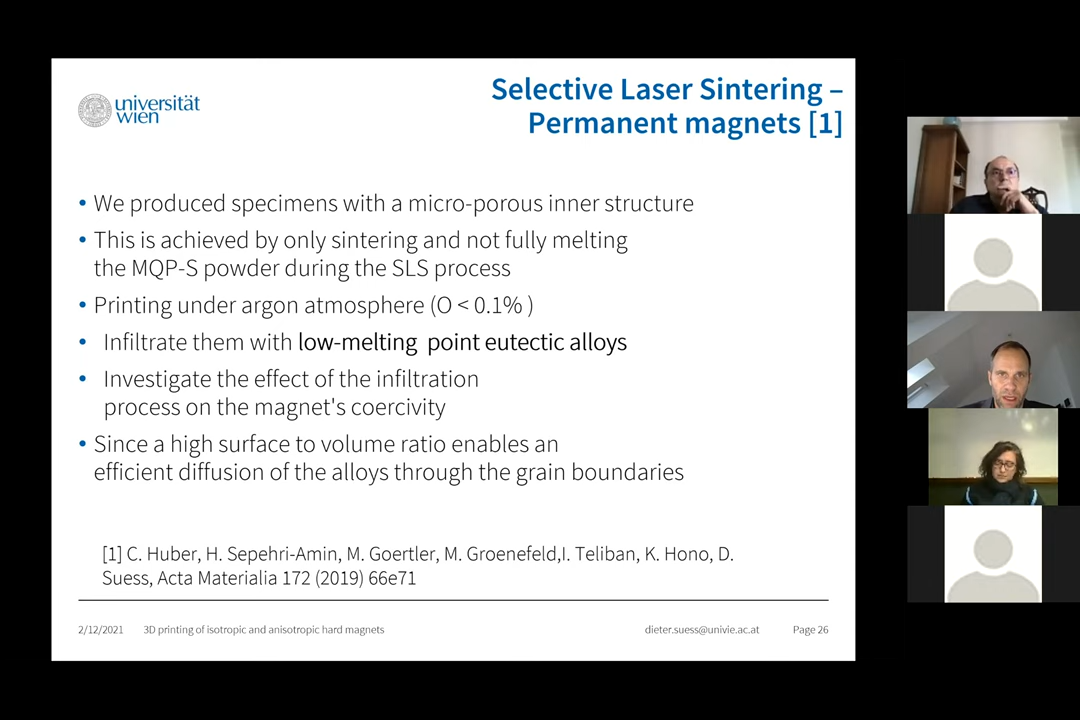 universität
wien
Selective Laser Sintering –
Permanent magnets [1]
• We produced specimens with a micro-porous inner structure
• This is achieved by only sintering and not fully melting
the MQP-S powder during the SLS process
• Printing under argon atmosphere (O < 0.1% )
• Infiltrate them with low-melting point eutectic alloys
• Investigate the effect of the infiltration
process on the magnet's coercivity
• Since a high surface to volume ratio enables an
efficient diffusion of the alloys through the grain boundaries
[1] C. Huber, H. Sepehri-Amin, M. Goertler, M. Groenefeld,I. Teliban, K. Hono, D.
Suess, Acta Materialia 172 (2019) 66e71
2/12/2021 3D printing of isotropic and anisotropic hard magnets dieter.suess@univie.ac.at Page 26